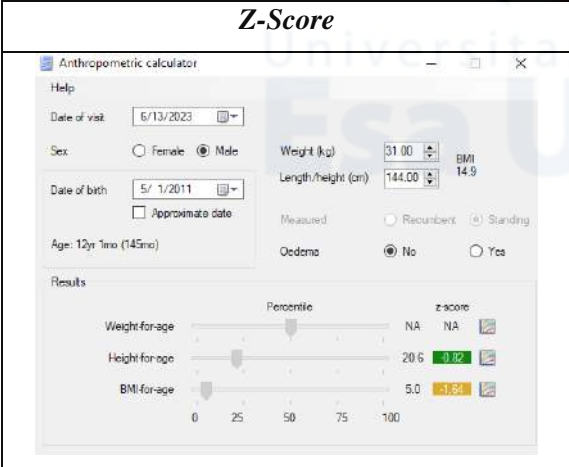 Z-Score
Anthropometric calculator
Help
Date of visit 6/13/2023
Sex Female Male
Weight (kg) 31.00
BMI
14.9
Length/height (cm) 144.00
Date of birth 5/ 1/2011
Approximate date
Measured Recumbent Standing
Age: 12yr 1mo (145mo)
Oedema No Yes
Results
Percentile z-score
Weight-for-age NA NA
Height-for-age 20.6 -0.82
BMI-for-age 5.0 -1.64
0 25 50 75 100
Universita
Esa U